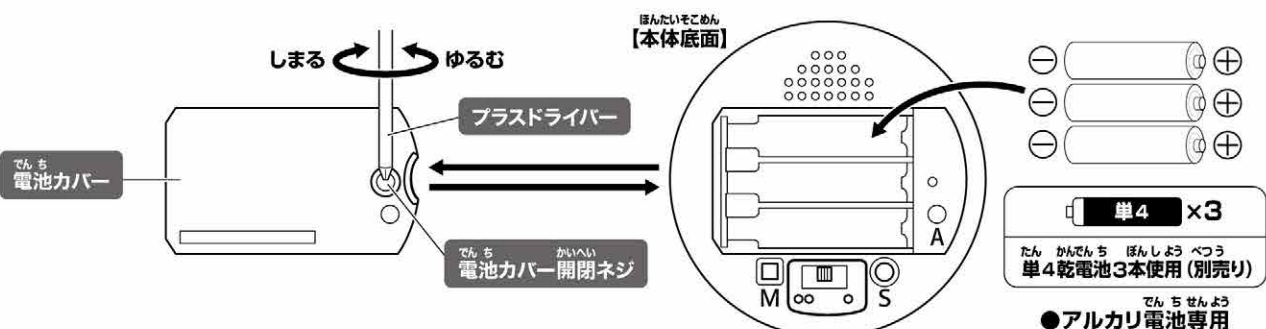 しまる ゆるむ
プラスドライバー
でんち
電池カバー
でんち かいへい
電池カバー開閉ネジ
ほんたいそこめん
【本体底面】
A
M S
⊖ ⊕
⊖ ⊕
⊖ ⊕
単4 ×3
たん かんでんち ぼんしよう べつう
単4乾電池3本使用(別売り)
でんちせんよう
●アルカリ電池専用